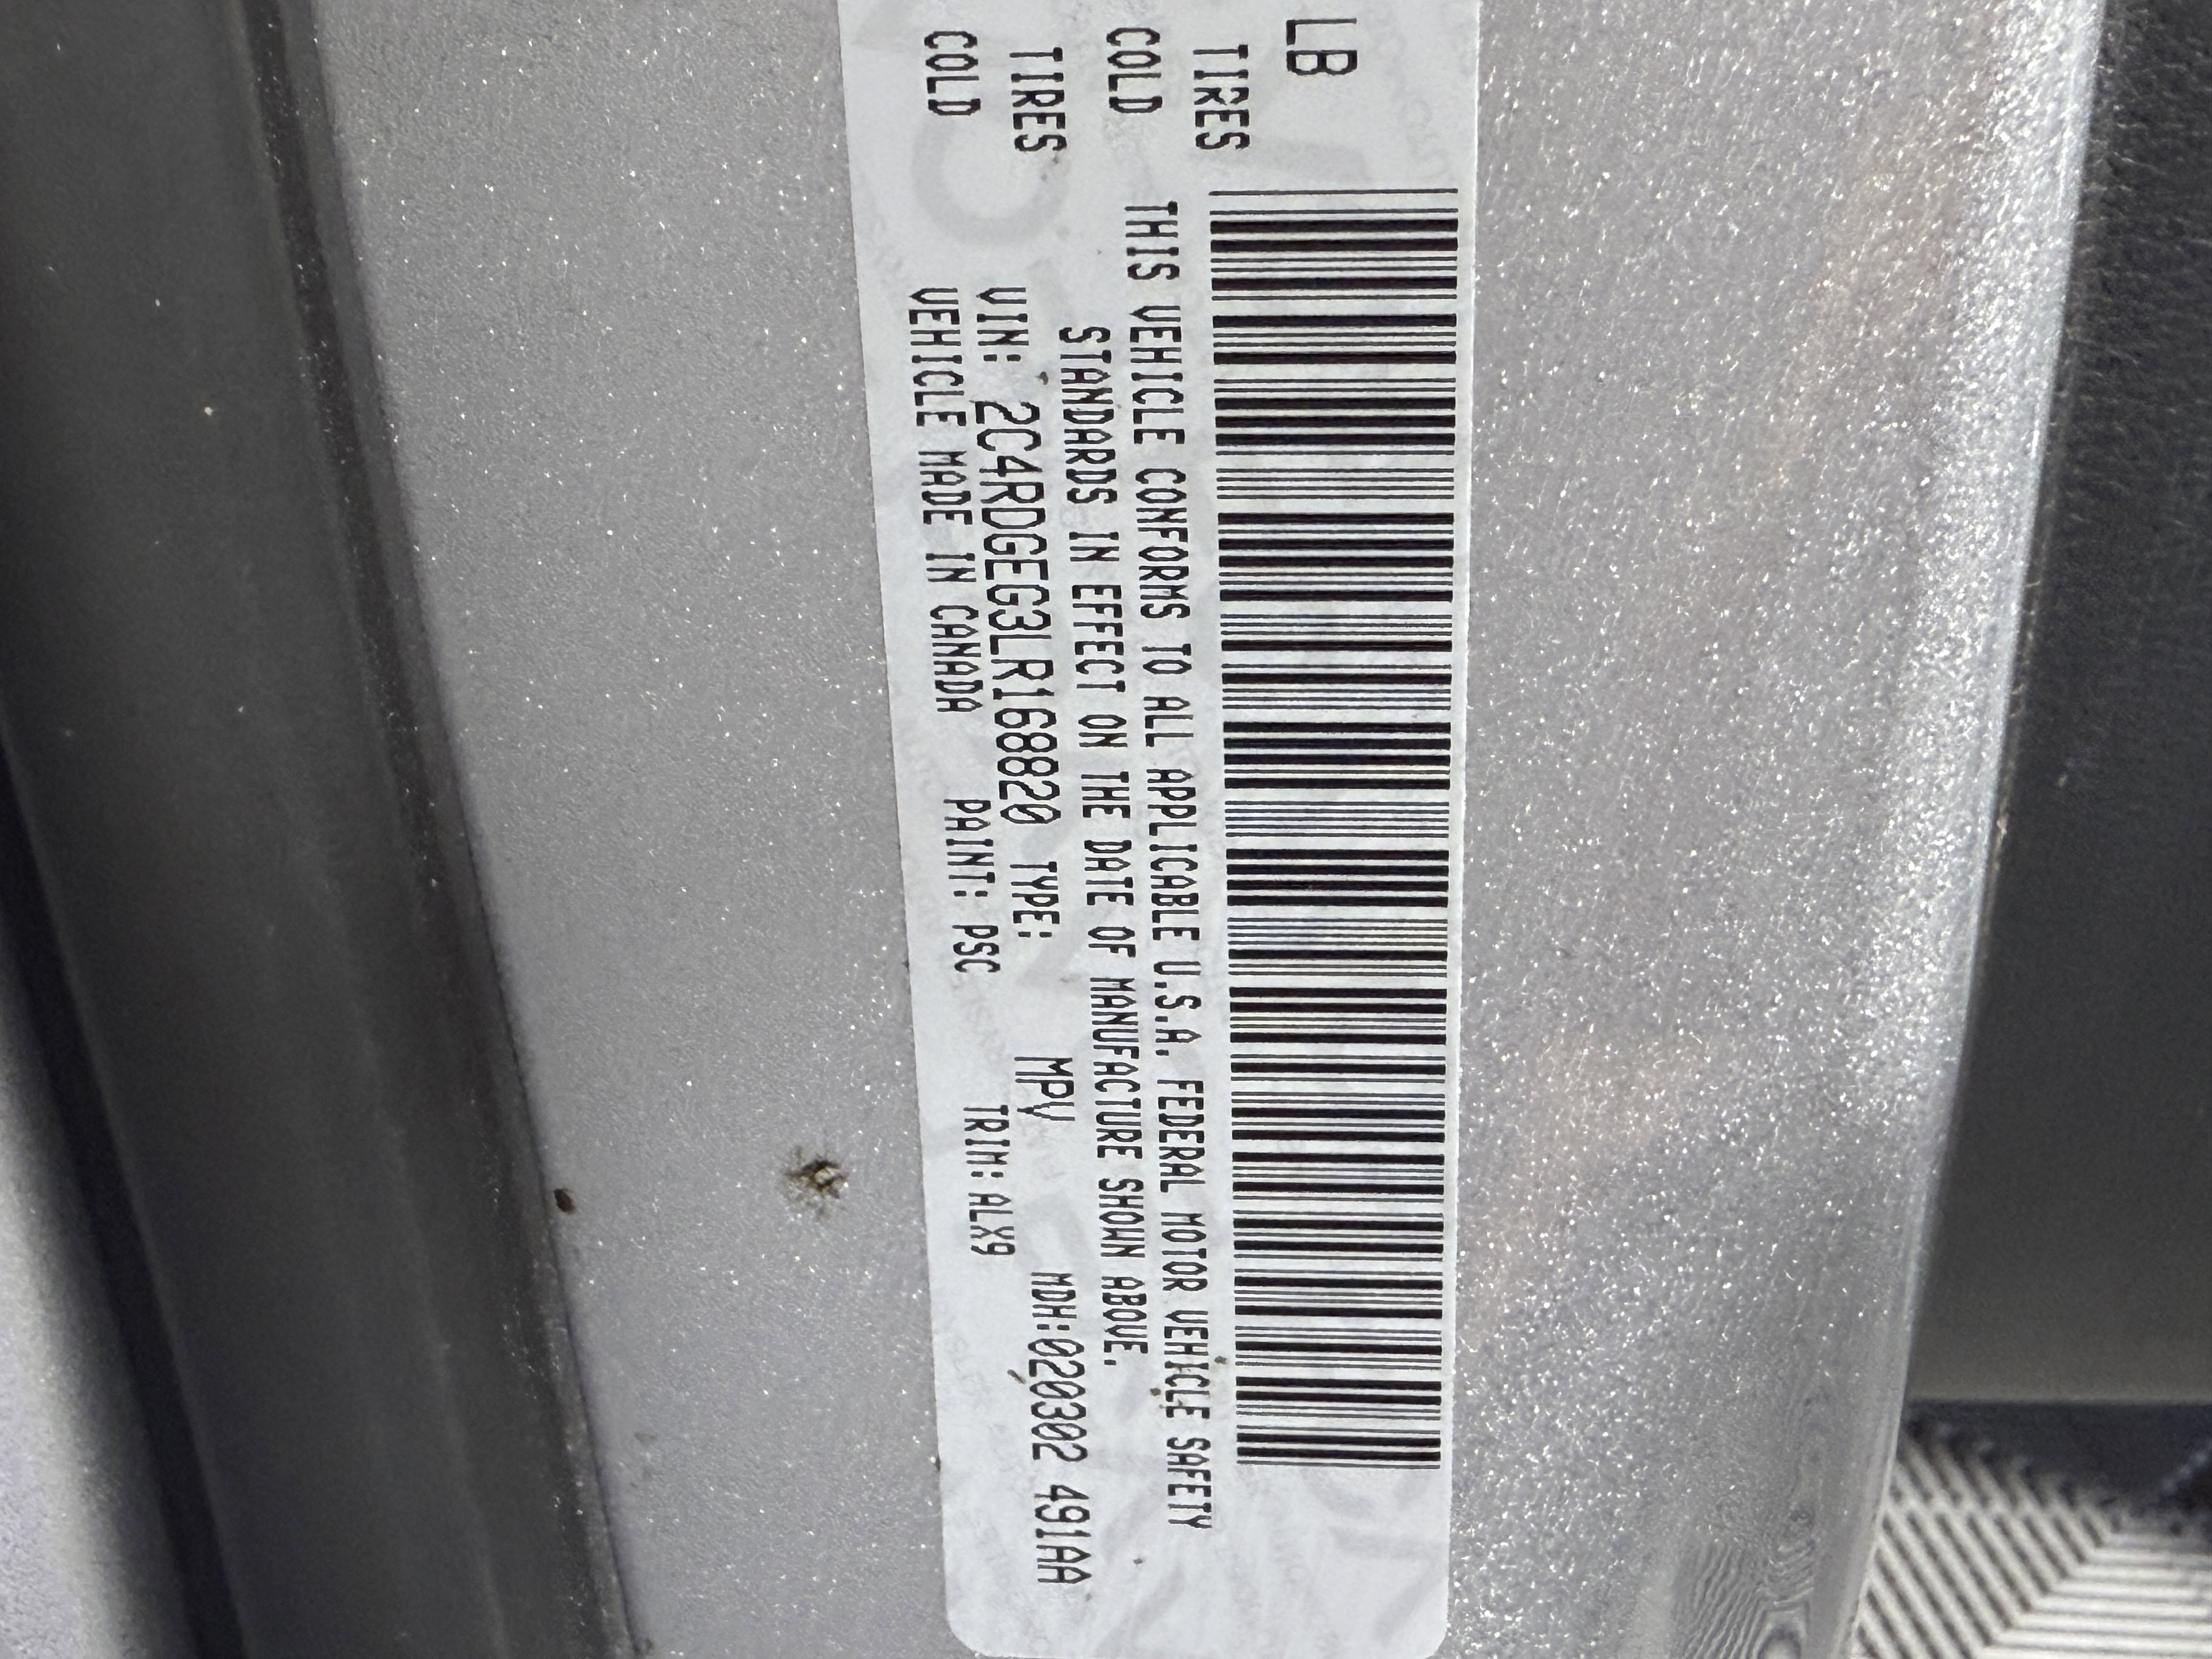 LB
TIRES
COLD
THIS VEHICLE CONFORMS TO ALL APPLICABLE U.S.A. FEDERAL MOTOR VEHICLE SAFETY
STANDARDS IN EFFECT ON THE DATE OF MANUFACTURE SHOWN ABOVE.
TIRES
COLD
VIN: 2C4RDGEG3LR168820 TYPE: MPV MDH:020302 491AA
VEHICLE MADE IN CANADA PAINT: PSC TRIM: ALX9